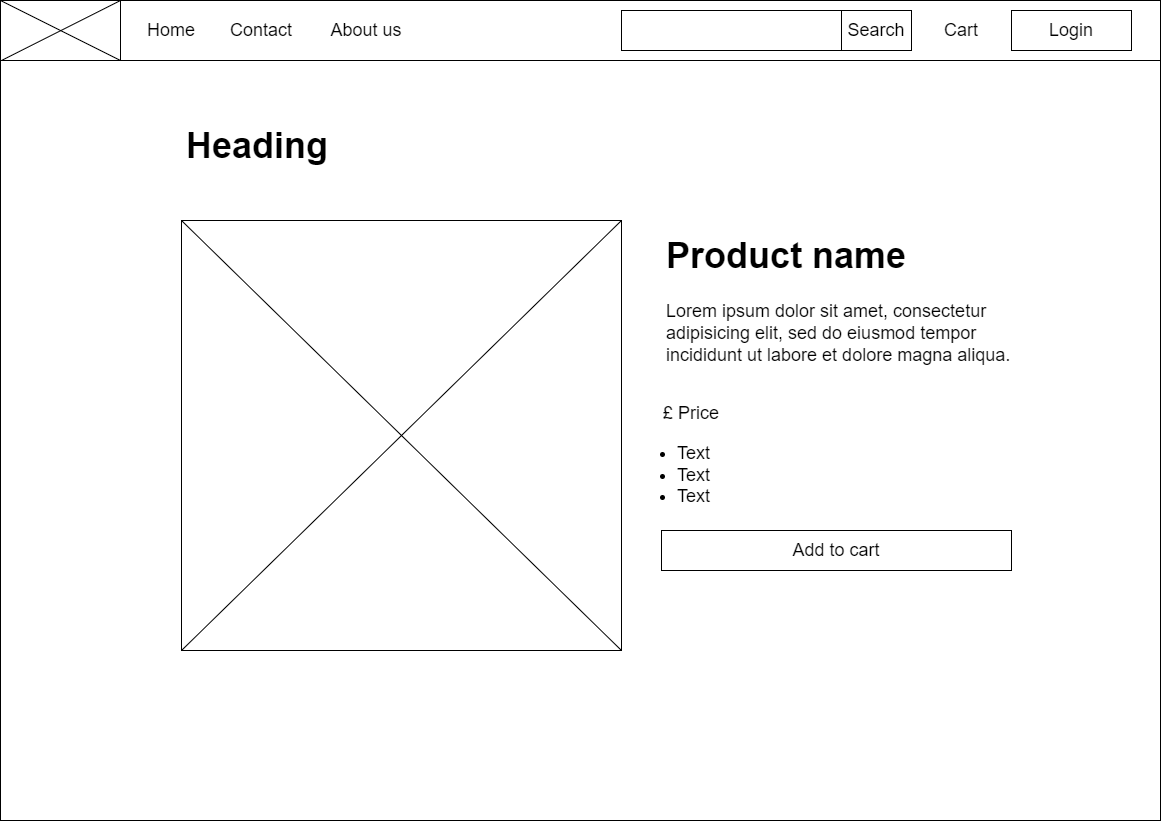 Home Contact About us Search Cart Login
Heading
Product name
Lorem ipsum dolor sit amet, consectetur
adipisicing elit, sed do eiusmod tempor
incididunt ut labore et dolore magna aliqua.
£ Price
• Text
• Text
• Text
Add to cart